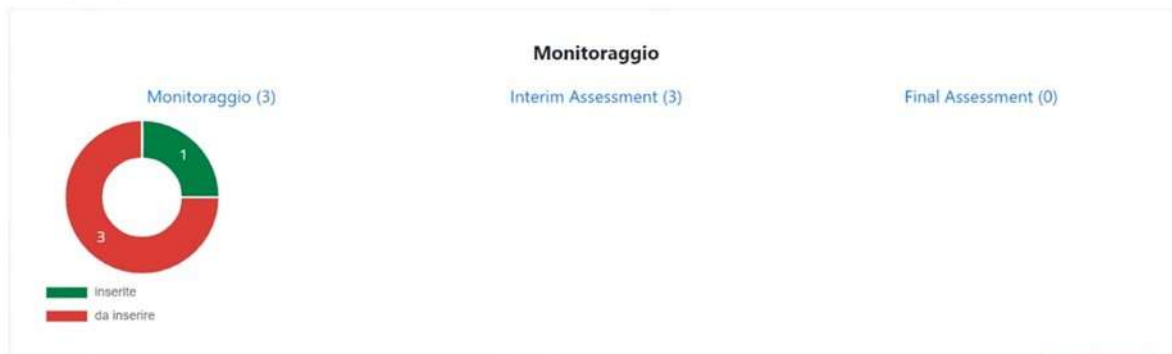 Monitoraggio
Monitoraggio (3)
Interim Assessment (3)
Final Assessment (0)
1
3
inserite
da inserire